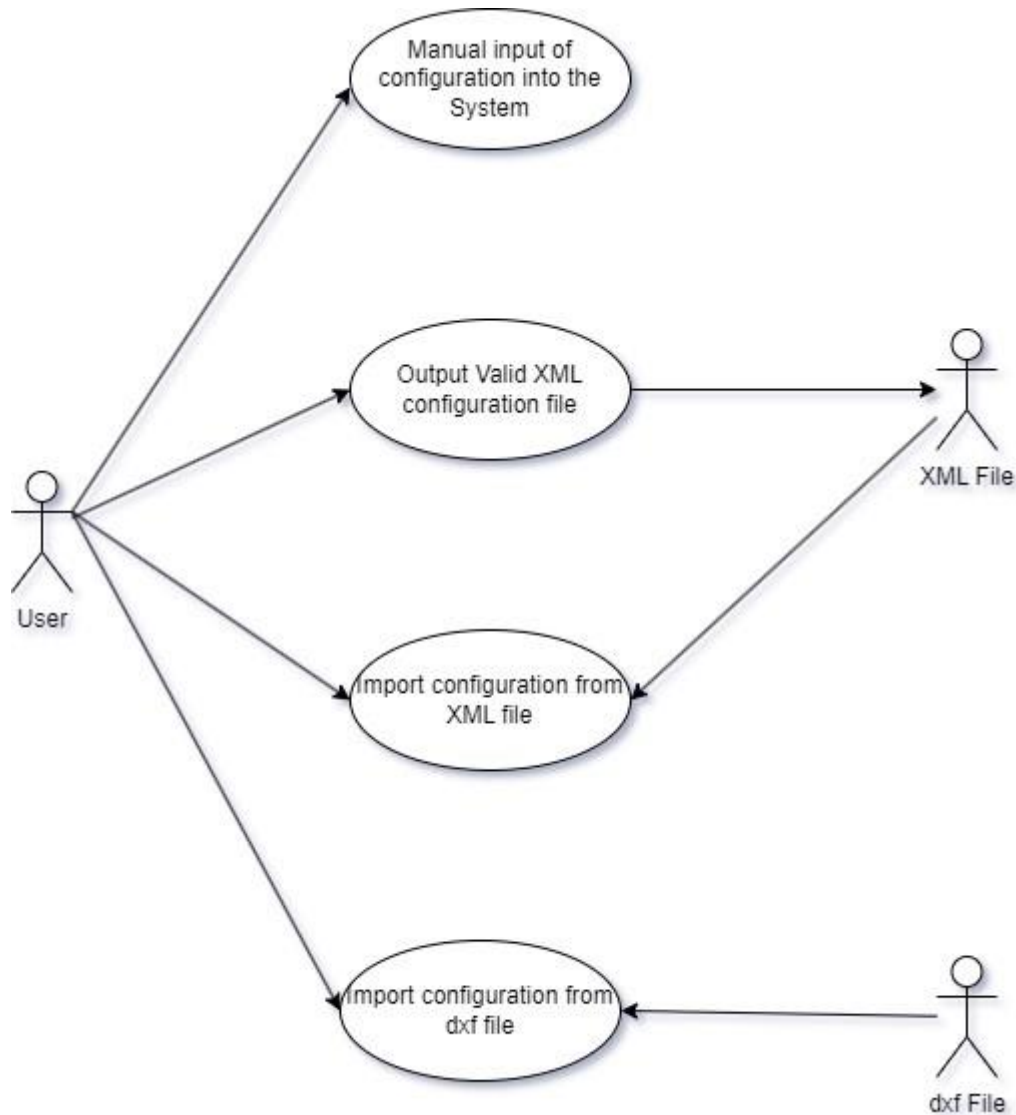 Manual input of
configuration into the
System
Output Valid XML
configuration file
XML File
User
Import configuration from
XML file
Import configuration from
dxf file
dxf File